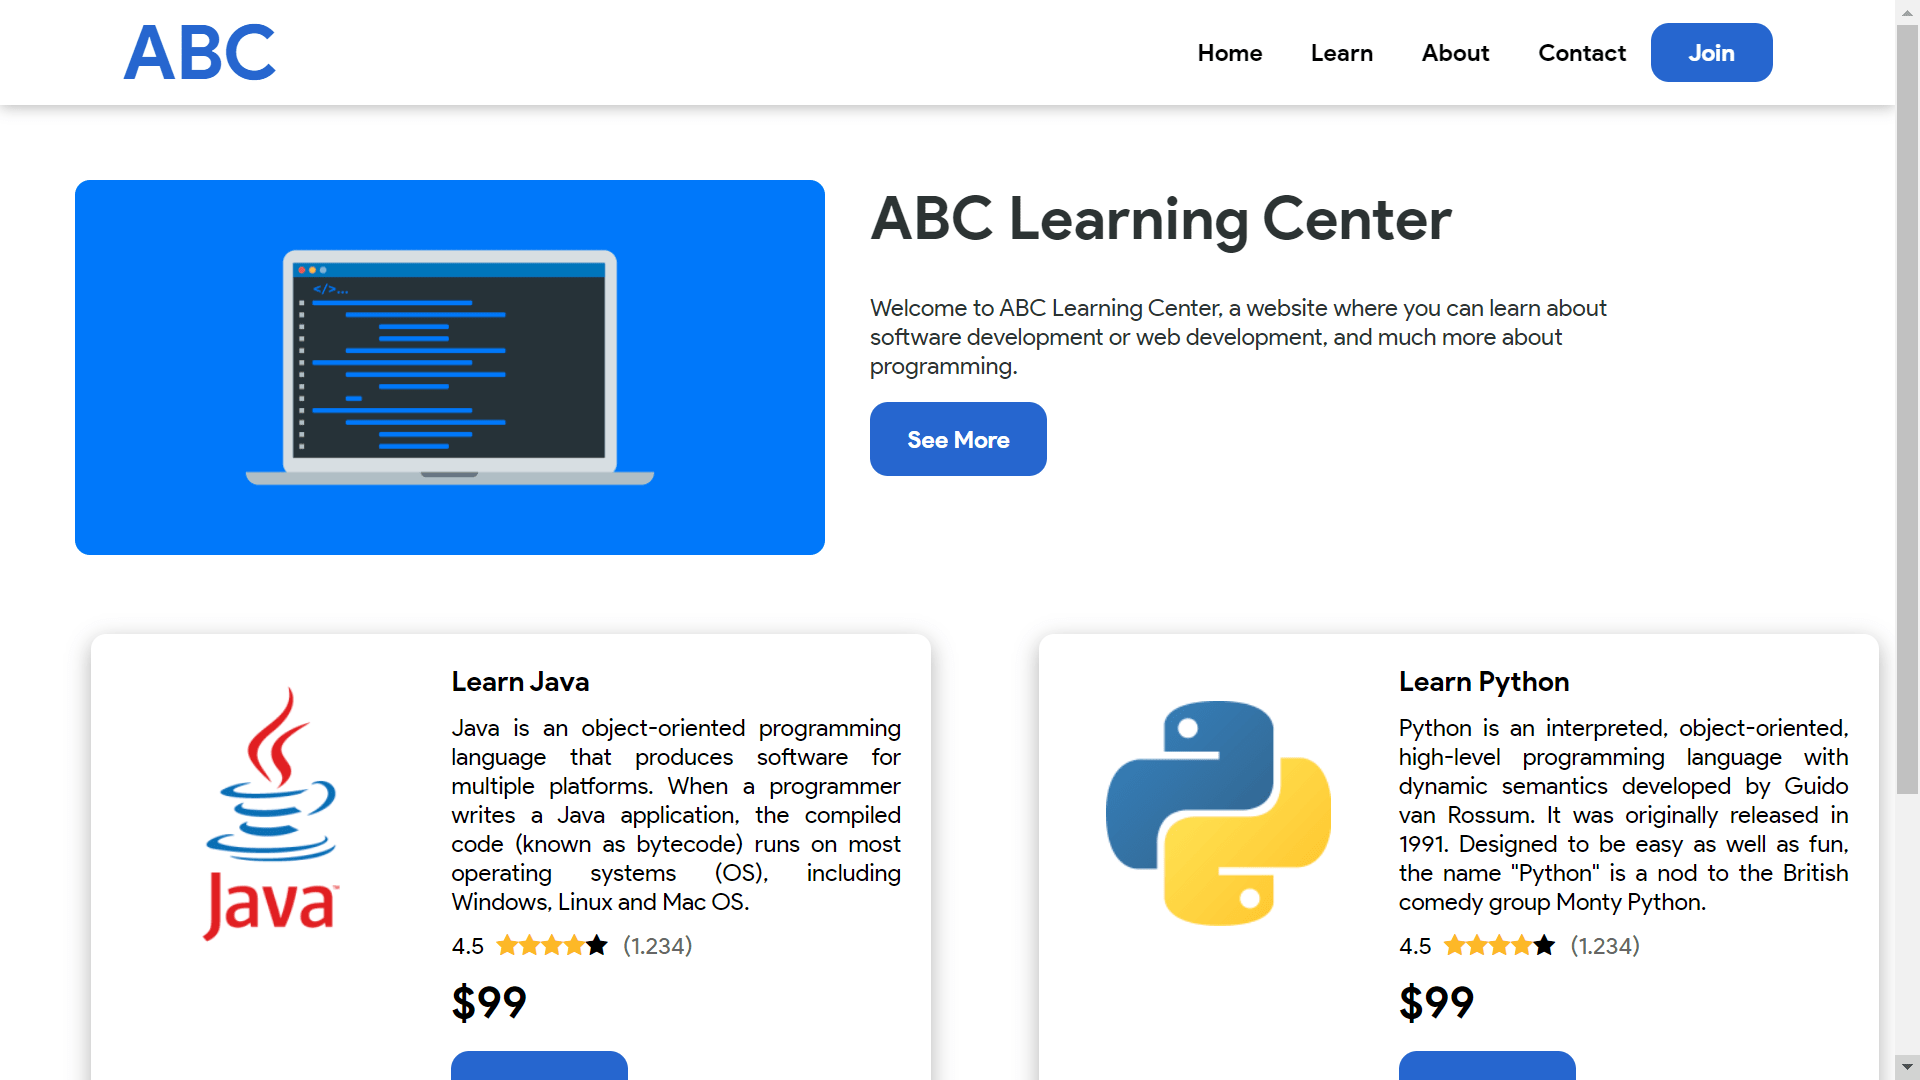 ABC
Home Learn About Contact Join
</>...
ABC Learning Center
Welcome to ABC Learning Center, a website where you can learn about
software development or web development, and much more about
programming.
See More
Learn Java
Java is an object-oriented programming
language that produces software for
multiple platforms. When a programmer
writes a Java application, the compiled
code (known as bytecode) runs on most
operating systems (OS), including
Windows, Linux and Mac OS.
4.5 (1.234)
$99
Java™
Learn Python
Python is an interpreted, object-oriented,
high-level programming language with
dynamic semantics developed by Guido
van Rossum. It was originally released in
1991. Designed to be easy as well as fun,
the name "Python" is a nod to the British
comedy group Monty Python.
4.5 (1.234)
$99